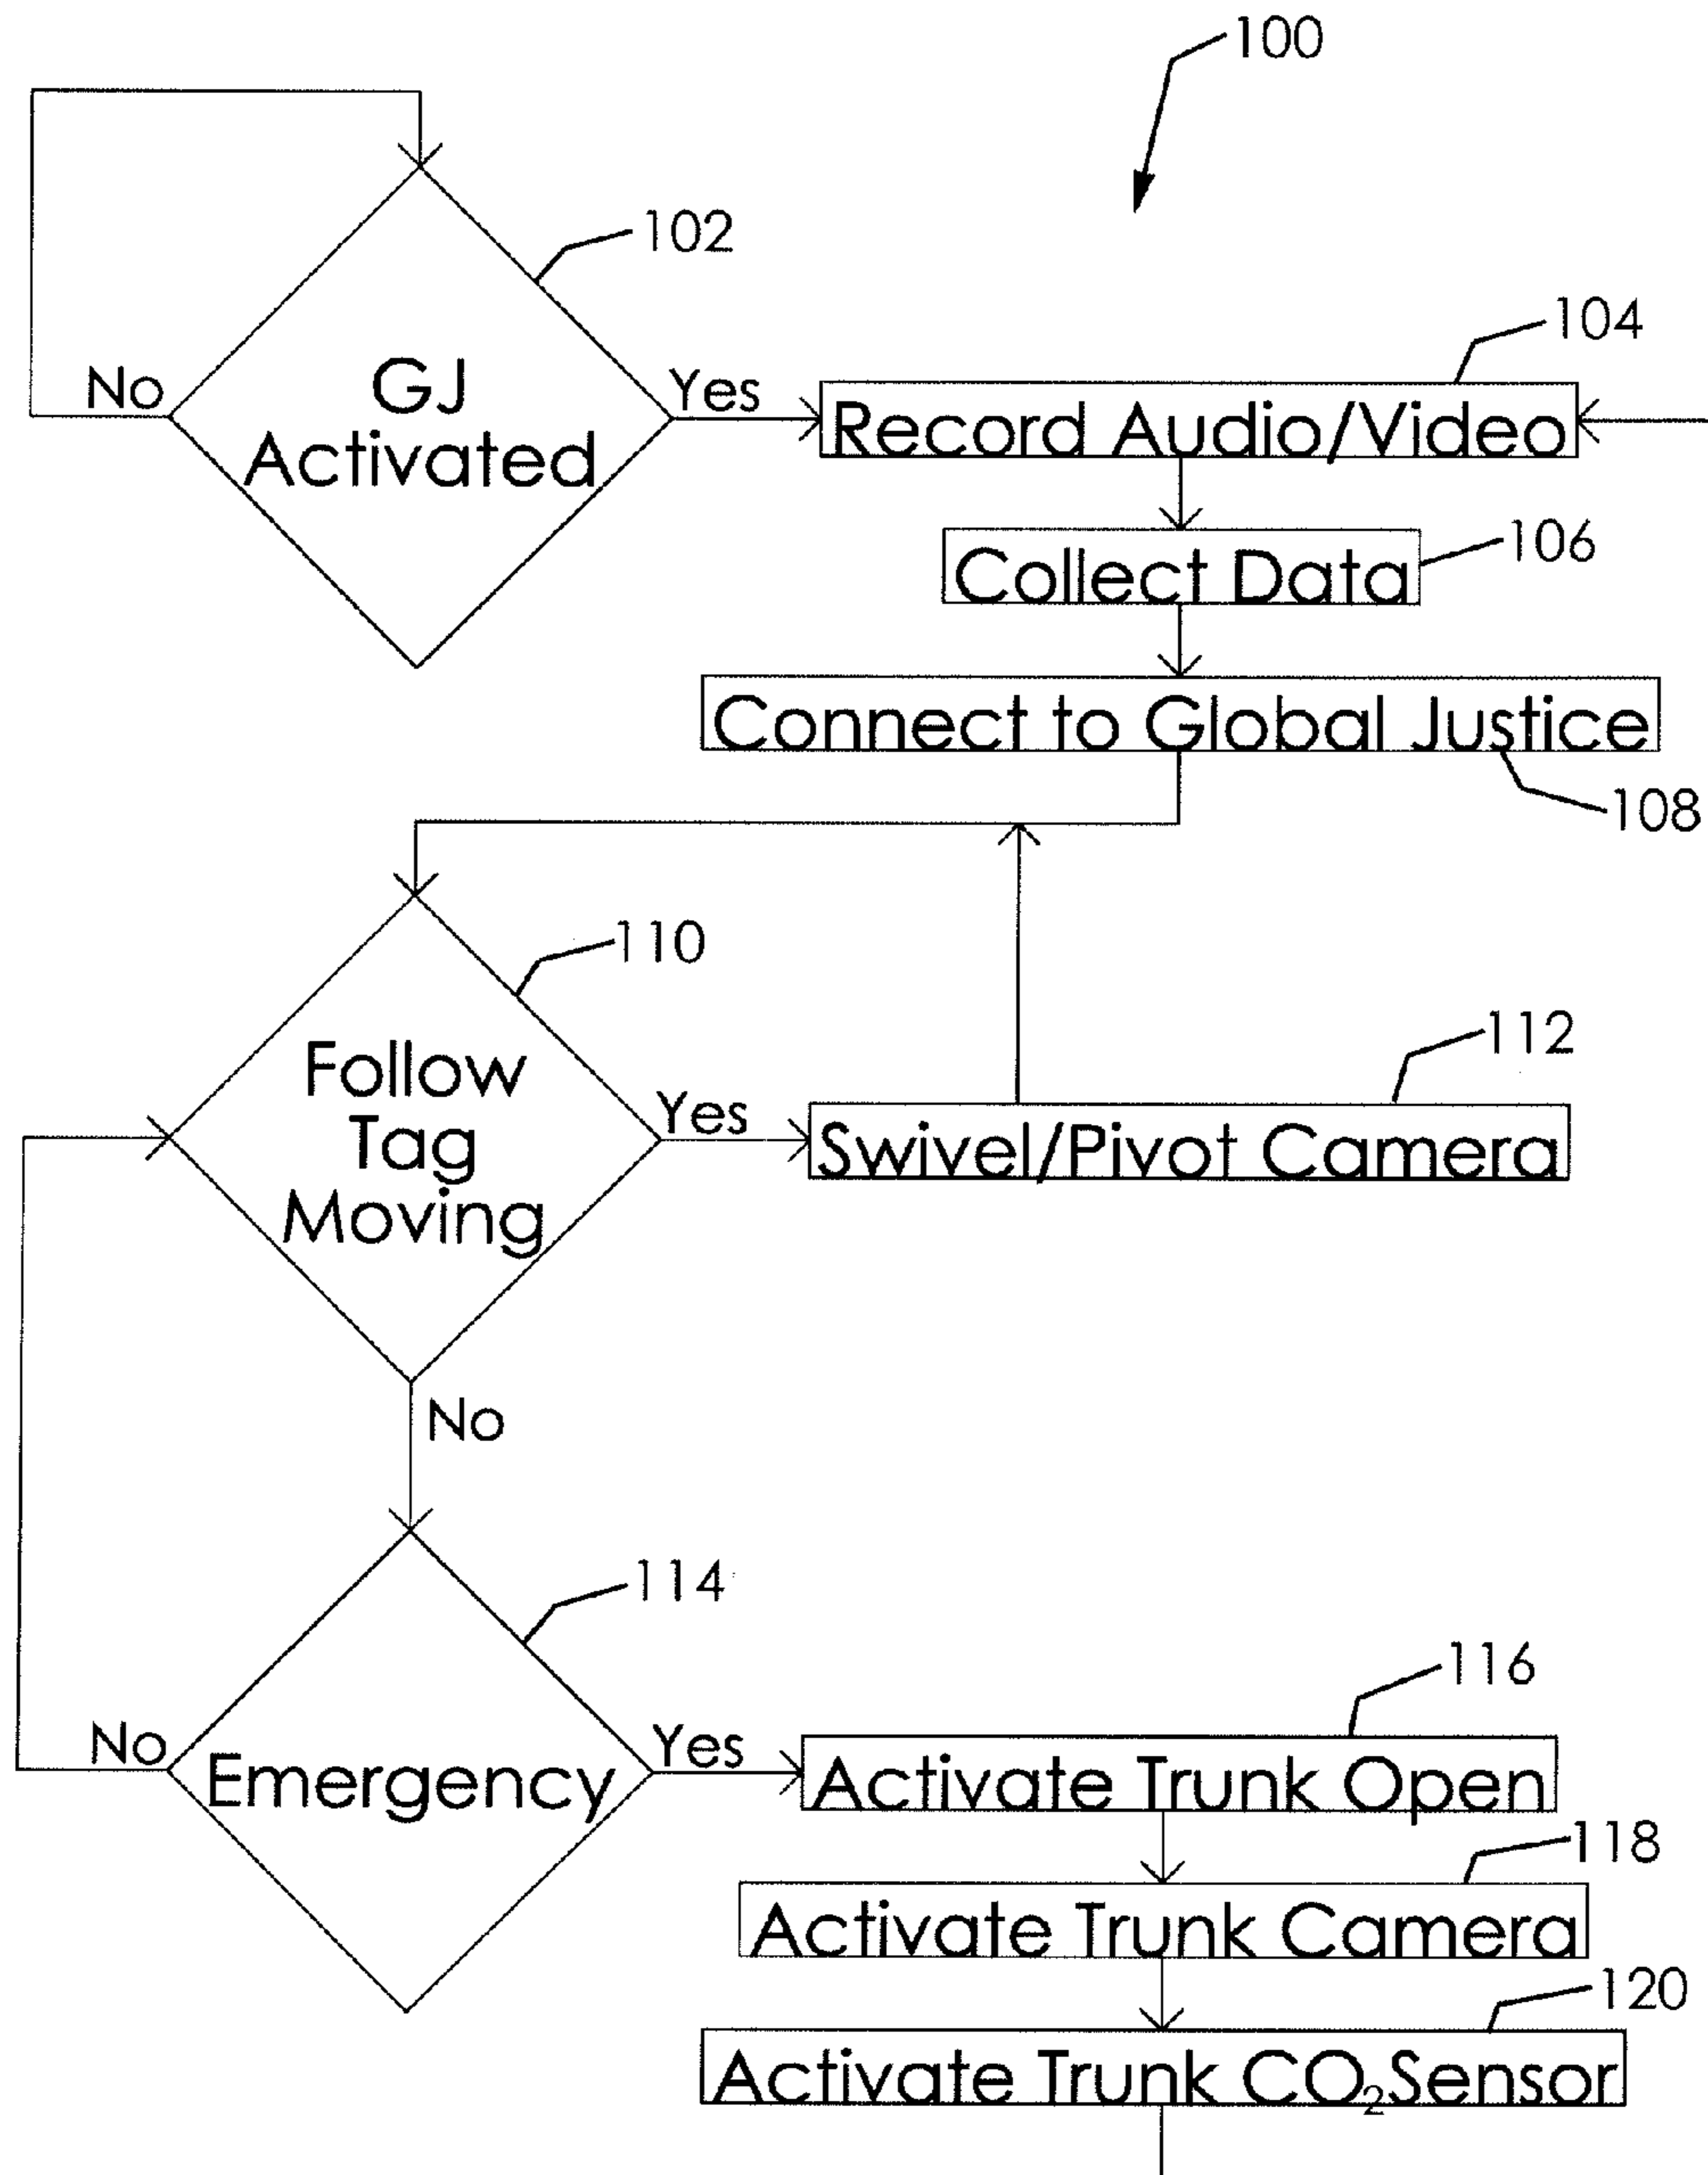 100
102
104
No
GJ
Activated
Yes
Record Audio/Video
106
Collect Data
Connect to Global Justice
108
110
112
Follow
Tag
Moving
Yes
Swivel/Pivot Camera
No
114
116
No
Emergency
Yes
Activate Trunk Open
118
Activate Trunk Camera
120
Activate Trunk CO₂ Sensor